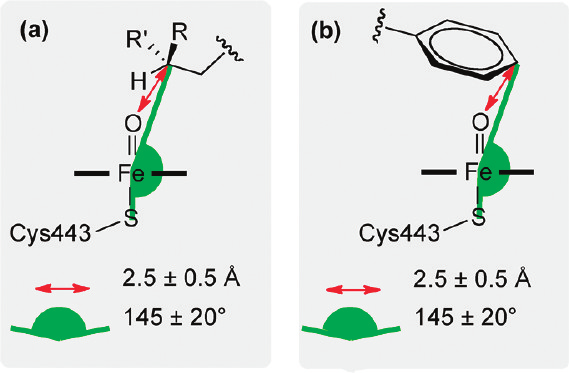 (a)
R' R
H
O
Fe
S
Cys443
2.5 ± 0.5 Å
145 ± 20°
(b)
O
Fe
S
Cys443
2.5 ± 0.5 Å
145 ± 20°